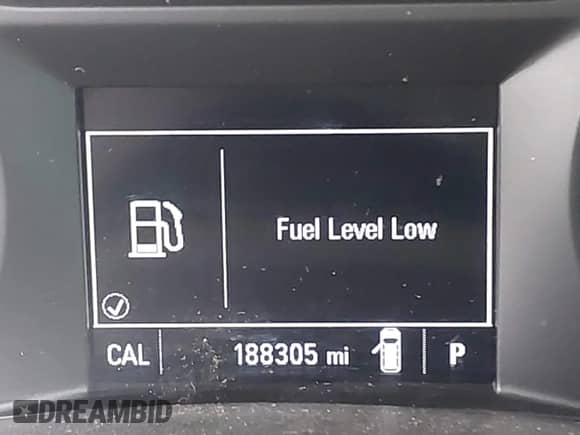 Fuel Level Low
CAL 188305 mi P
DREAMBID